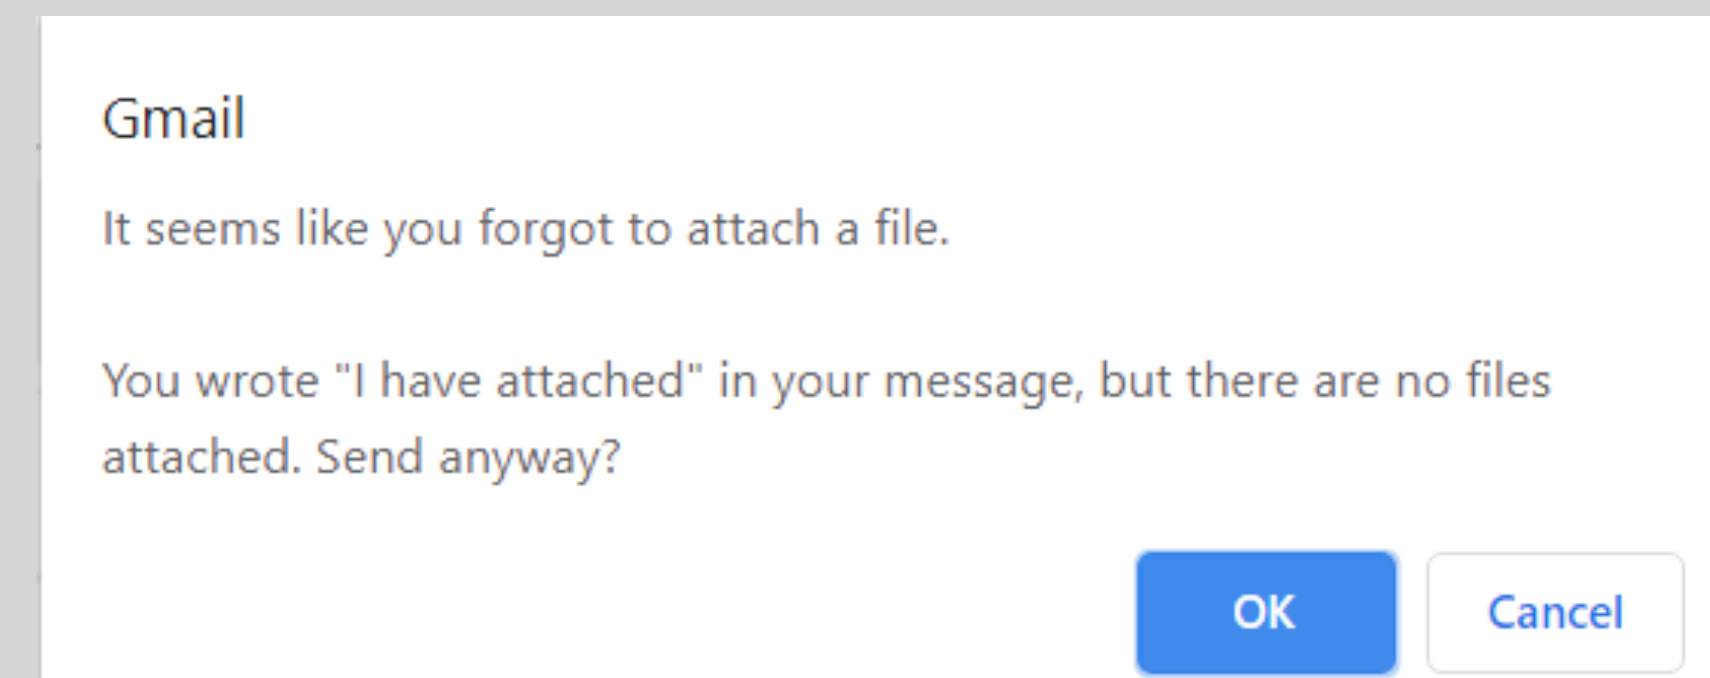 Gmail
It seems like you forgot to attach a file.
You wrote "I have attached" in your message, but there are no files
attached. Send anyway?
OK
Cancel